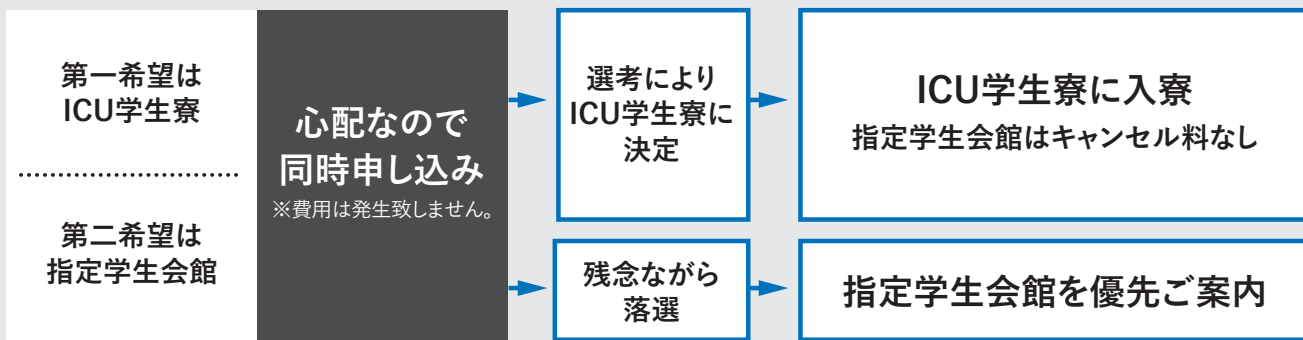 第一希望は
ICU学生寮
第二希望は
指定学生会館
心配なので
同時申し込み
※費用は発生致しません。
選考により
ICU学生寮に
決定
ICU学生寮に入寮
指定学生会館はキャンセル料なし
残念ながら
落選
指定学生会館を優先ご案内